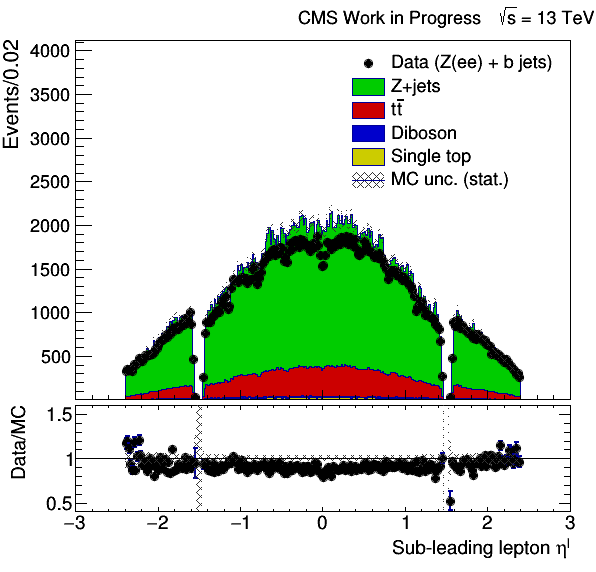 CMS Work in Progress √s = 13 TeV
Events/0.02
4000
3500
3000
2500
2000
1500
1000
500
Data (Z(ee) + b jets)
Z+jets
tt̄
Diboson
Single top
MC unc. (stat.)
Data/MC
1.5
1
0.5
−3 −2 −1 0 1 2 3
Sub-leading lepton ηˡ